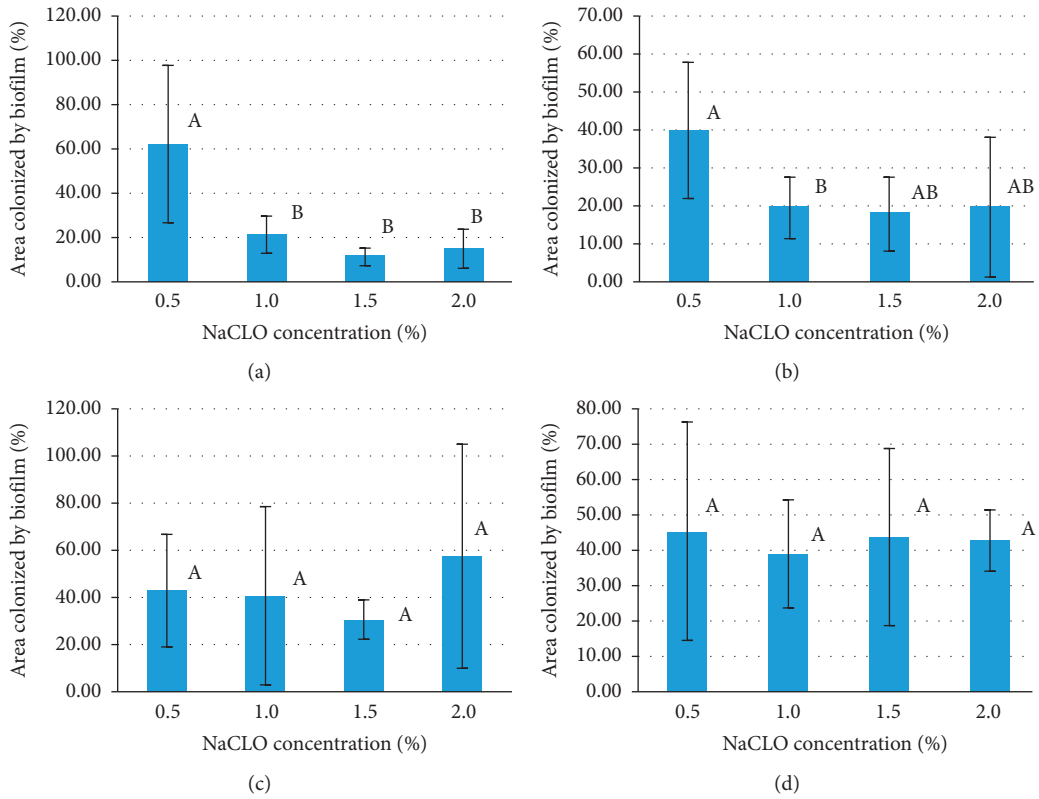 Area colonized by biofilm (%)
120.00
100.00
80.00
60.00
40.00
20.00
0.00
A
B
B
B
0.5 1.0 1.5 2.0
NaCLO concentration (%)
(a)
Area colonized by biofilm (%)
70.00
60.00
50.00
40.00
30.00
20.00
10.00
0.00
A
B
AB
AB
0.5 1.0 1.5 2.0
NaCLO concentration (%)
(b)
Area colonized by biofilm (%)
120.00
100.00
80.00
60.00
40.00
20.00
0.00
A
A
A
A
0.5 1.0 1.5 2.0
NaCLO concentration (%)
(c)
Area colonized by biofilm (%)
80.00
70.00
60.00
50.00
40.00
30.00
20.00
10.00
0.00
A
A
A
A
0.5 1.0 1.5 2.0
NaCLO concentration (%)
(d)